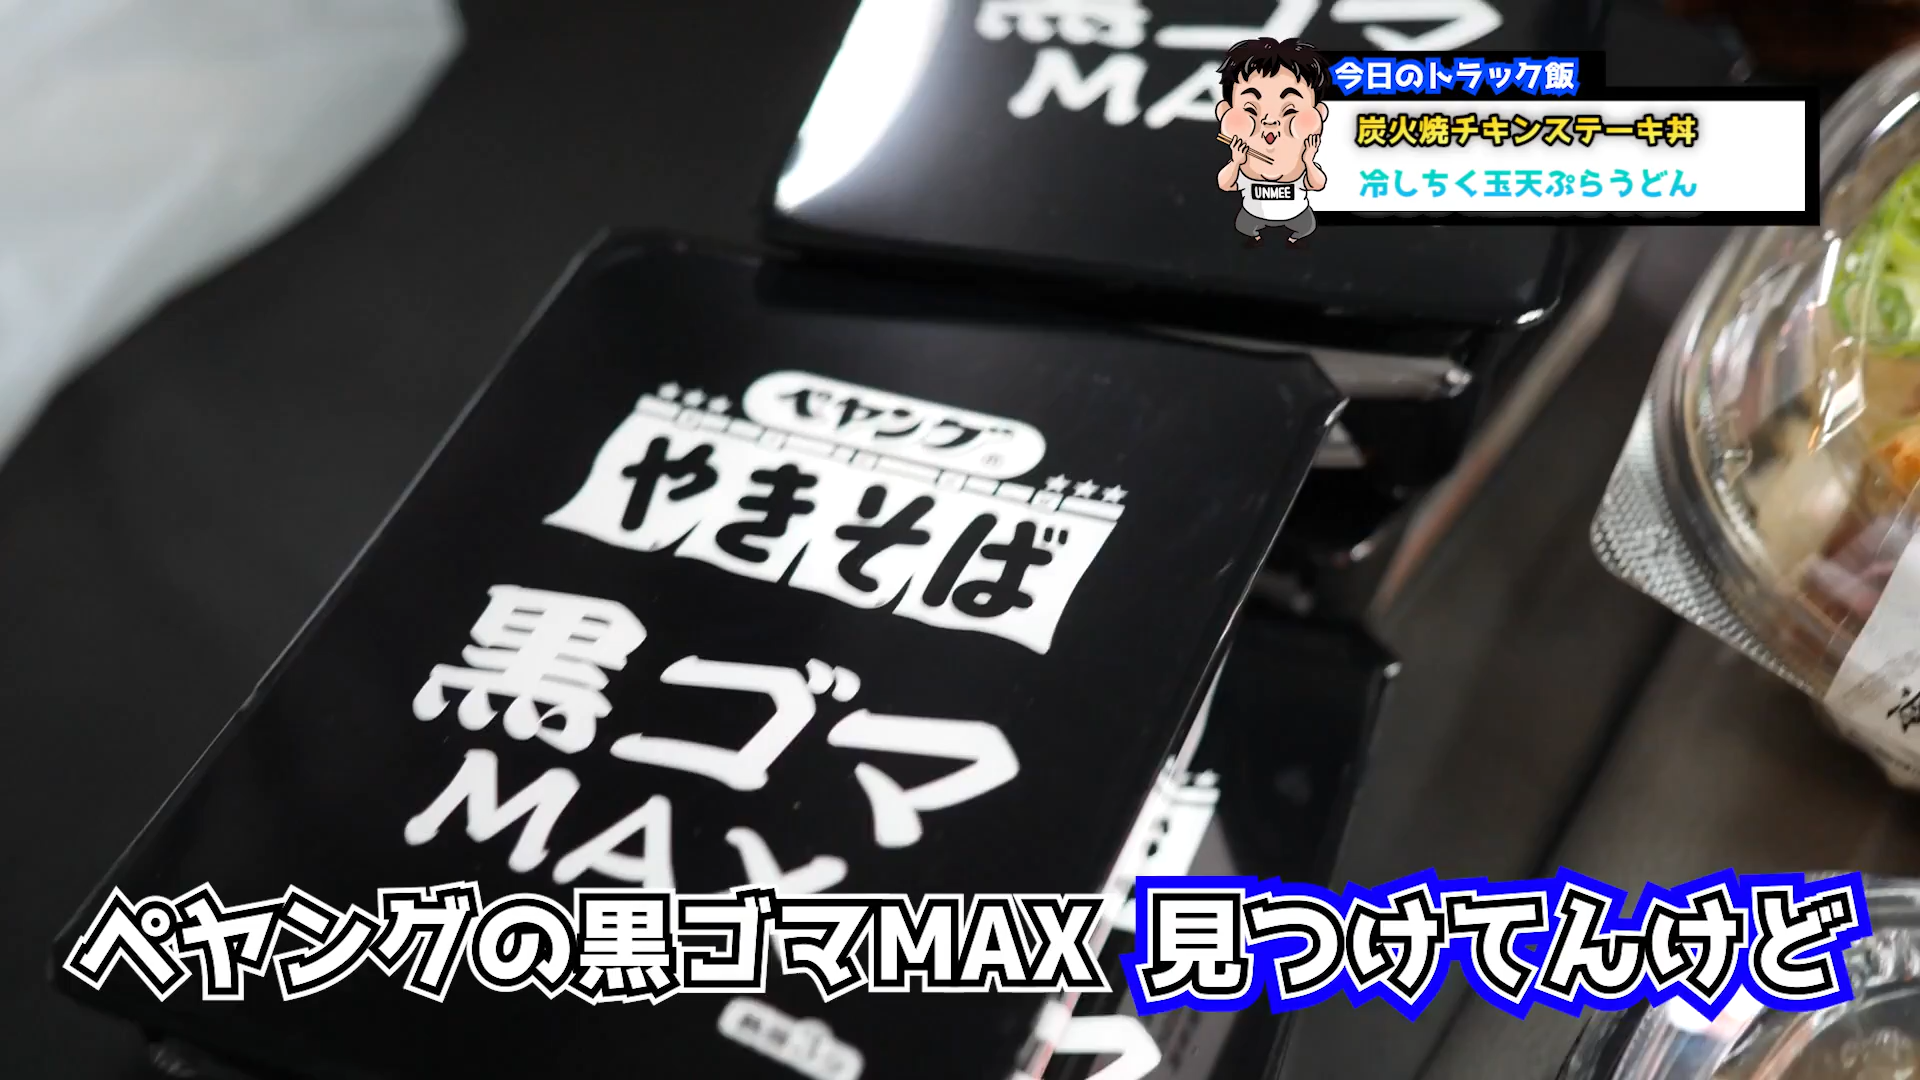 黒ゴマ
MA
今日のトラック飯
炭火焼チキンステーキ丼
冷しちく玉天ぷらうどん
UNMEE
ペヤング
やきそば
黒ゴマ
MAX
ペヤングの黒ゴマMAX 見つけてんけど